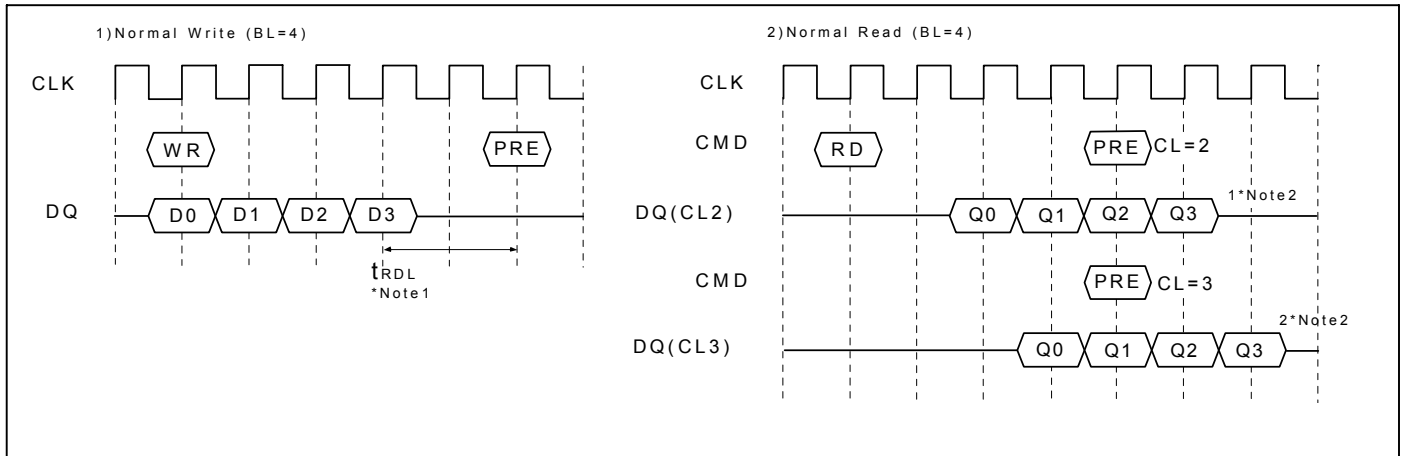 1)Normal Write (BL=4)
CLK
WR
PRE
DQ
D0 D1 D2 D3
tRDL
*Note1
2)Normal Read (BL=4)
CLK
CMD
RD
PRE CL=2
DQ(CL2)
Q0 Q1 Q2 Q3
1*Note2
CMD
PRE CL=3
DQ(CL3)
Q0 Q1 Q2 Q3
2*Note2